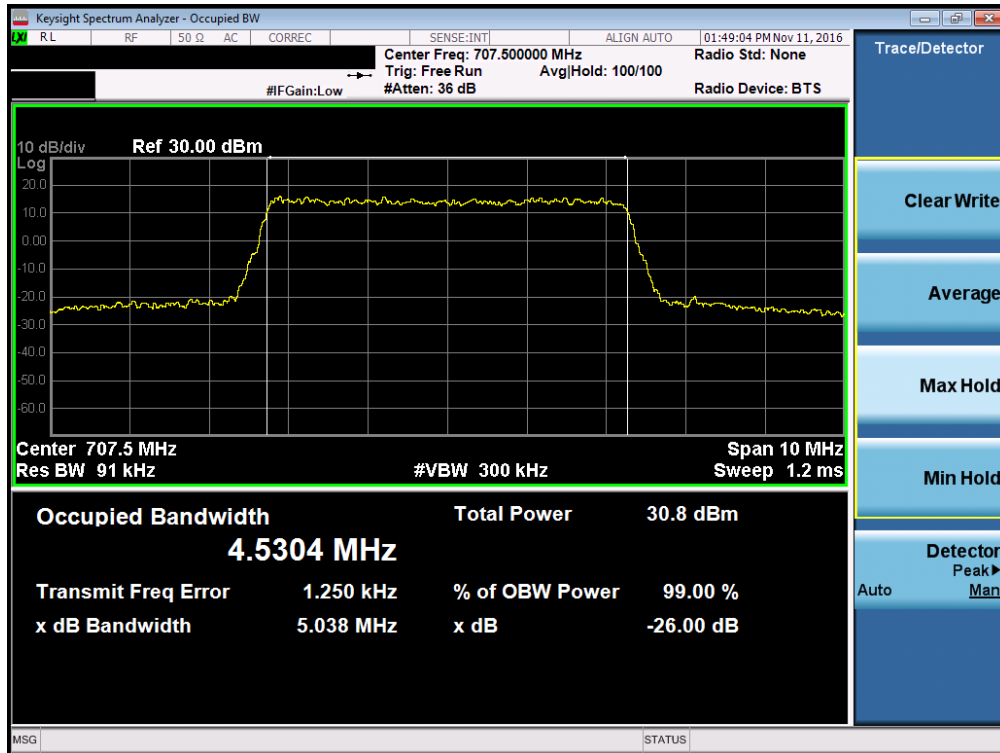 Keysight Spectrum Analyzer - Occupied BW
LXI RL RF 50 Ω AC CORREC SENSE:INT ALIGN AUTO 01:49:04 PM Nov 11, 2016
Center Freq: 707.500000 MHz Radio Std: None
Trig: Free Run Avg|Hold: 100/100
#IFGain:Low #Atten: 36 dB Radio Device: BTS
10 dB/div Ref 30.00 dBm
Log
20.0
10.0
0.00
-10.0
-20.0
-30.0
-40.0
-50.0
-60.0
Center 707.5 MHz Span 10 MHz
Res BW 91 kHz #VBW 300 kHz Sweep 1.2 ms
Occupied Bandwidth Total Power 30.8 dBm
4.5304 MHz
Transmit Freq Error 1.250 kHz % of OBW Power 99.00 %
x dB Bandwidth 5.038 MHz x dB -26.00 dB
MSG STATUS
Trace/Detector
Clear Write
Average
Max Hold
Min Hold
Detector
Peak▶
Auto Man